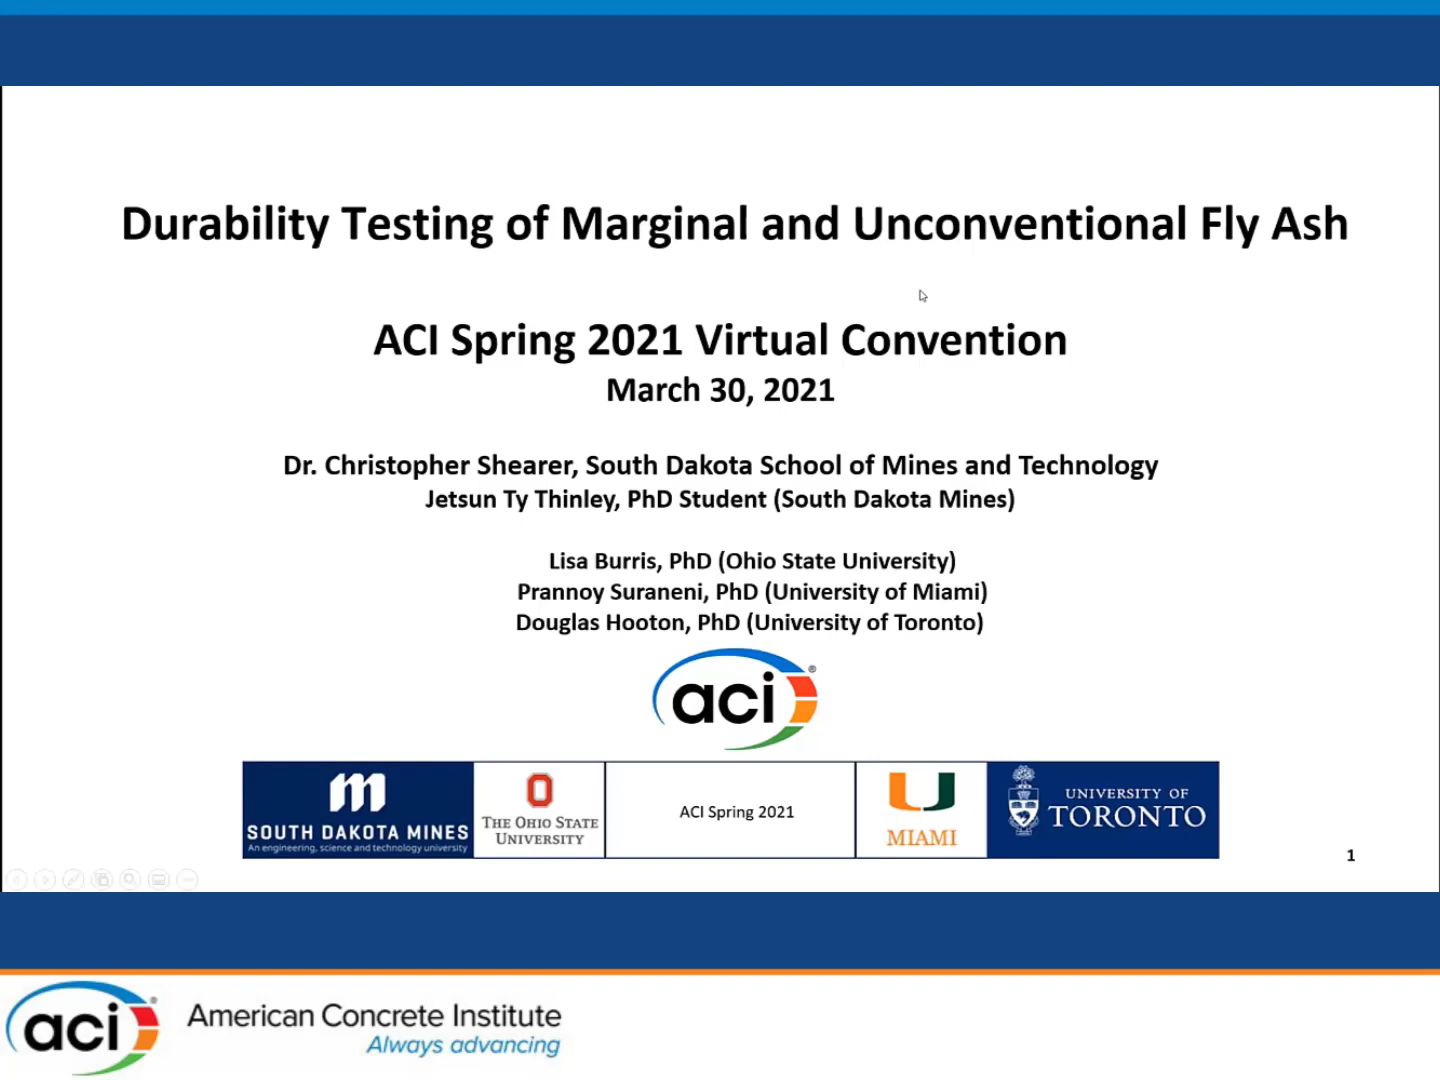 Durability Testing of Marginal and Unconventional Fly Ash
ACI Spring 2021 Virtual Convention
March 30, 2021
Dr. Christopher Shearer, South Dakota School of Mines and Technology
Jetsun Ty Thinley, PhD Student (South Dakota Mines)
Lisa Burris, PhD (Ohio State University)
Prannoy Suraneni, PhD (University of Miami)
Douglas Hooton, PhD (University of Toronto)
aci®
m
SOUTH DAKOTA MINES
An engineering, science and technology university
O
THE OHIO STATE
UNIVERSITY
ACI Spring 2021
U
MIAMI
UNIVERSITY OF
TORONTO
1
aci®
American Concrete Institute
Always advancing